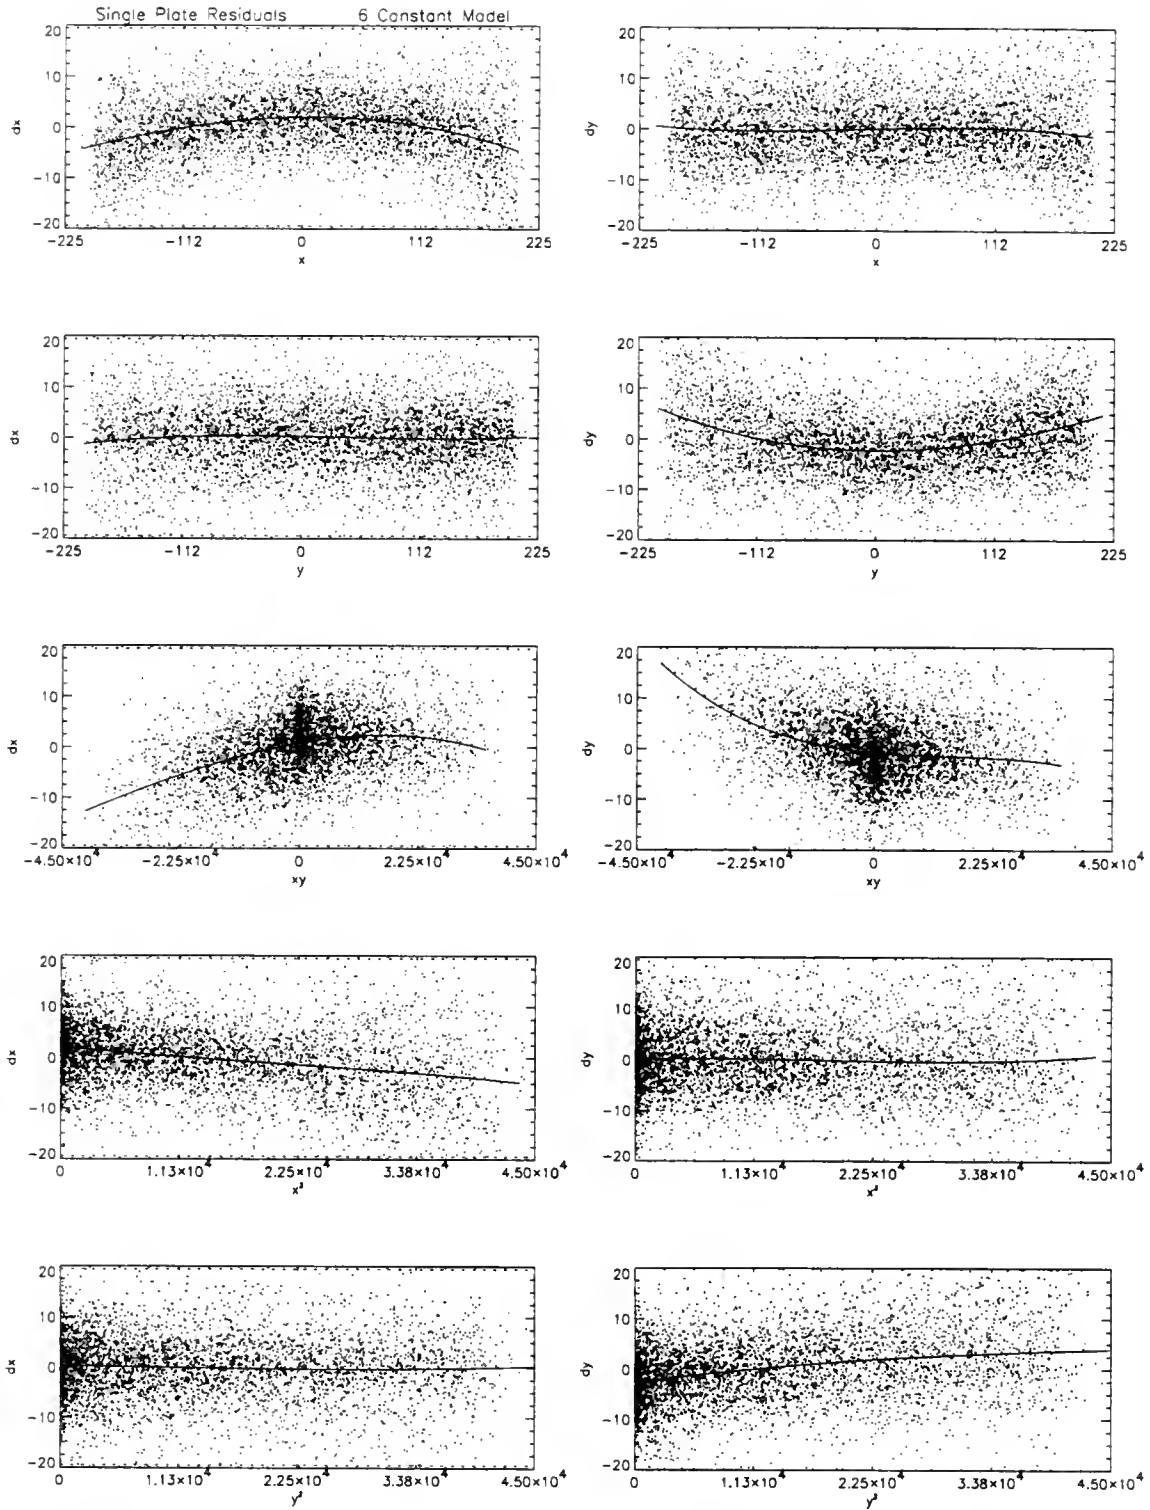 Single Plate Residuals 6 Constant Model
20 20
10 10
dx 0 dy 0
-10 -10
-20 -20
-225 -112 0 112 225 -225 -112 0 112 225
x x
20 20
10 10
dx 0 dy 0
-10 -10
-20 -20
-225 -112 0 112 225 -225 -112 0 112 225
y y
20 20
10 10
dx 0 dy 0
-10 -10
-20 -20
-4.50×10⁴ -2.25×10⁴ 0 2.25×10⁴ 4.50×10⁴ -4.50×10⁴ -2.25×10⁴ 0 2.25×10⁴ 4.50×10⁴
xy xy
20 20
10 10
dx 0 dy 0
-10 -10
-20 -20
0 1.13×10⁴ 2.25×10⁴ 3.38×10⁴ 4.50×10⁴ 0 1.13×10⁴ 2.25×10⁴ 3.38×10⁴ 4.50×10⁴
x² x²
20 20
10 10
dx 0 dy 0
-10 -10
-20 -20
0 1.13×10⁴ 2.25×10⁴ 3.38×10⁴ 4.50×10⁴ 0 1.13×10⁴ 2.25×10⁴ 3.38×10⁴ 4.50×10⁴
y² y²